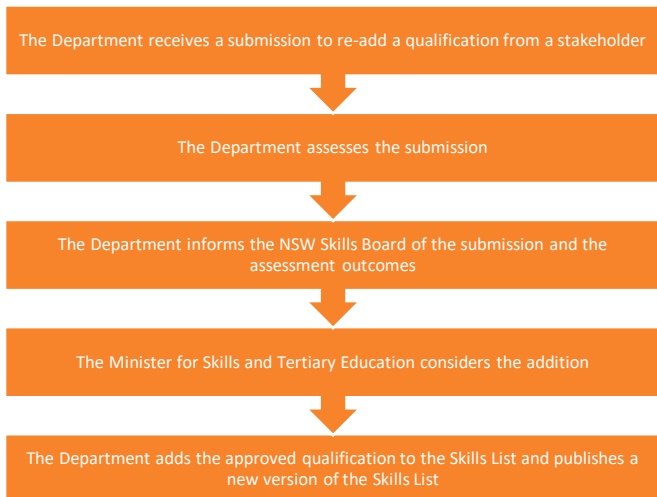 The Department receives a submission to re-add a qualification from a stakeholder
The Department assesses the submission
The Department informs the NSW Skills Board of the submission and the
assessment outcomes
The Minister for Skills and Tertiary Education considers the addition
The Department adds the approved qualification to the Skills List and publishes a
new version of the Skills List